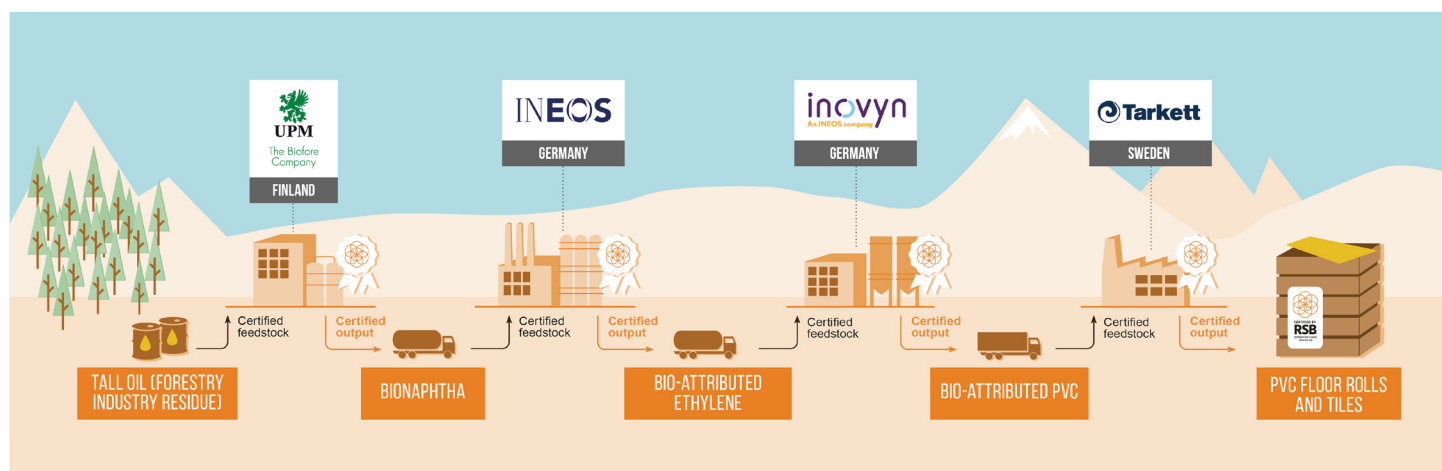 UPM
The Biofore
Company
FINLAND
INEOS
GERMANY
inovyn
An INEOS company
GERMANY
Tarkett
SWEDEN
Certified
feedstock
Certified
output
Certified
feedstock
Certified
output
Certified
feedstock
Certified
output
Certified
feedstock
Certified
output
RSB
TALL OIL (FORESTRY
INDUSTRY RESIDUE)
BIONAPHTHA
BIO-ATTRIBUTED
ETHYLENE
BIO-ATTRIBUTED PVC
PVC FLOOR ROLLS
AND TILES